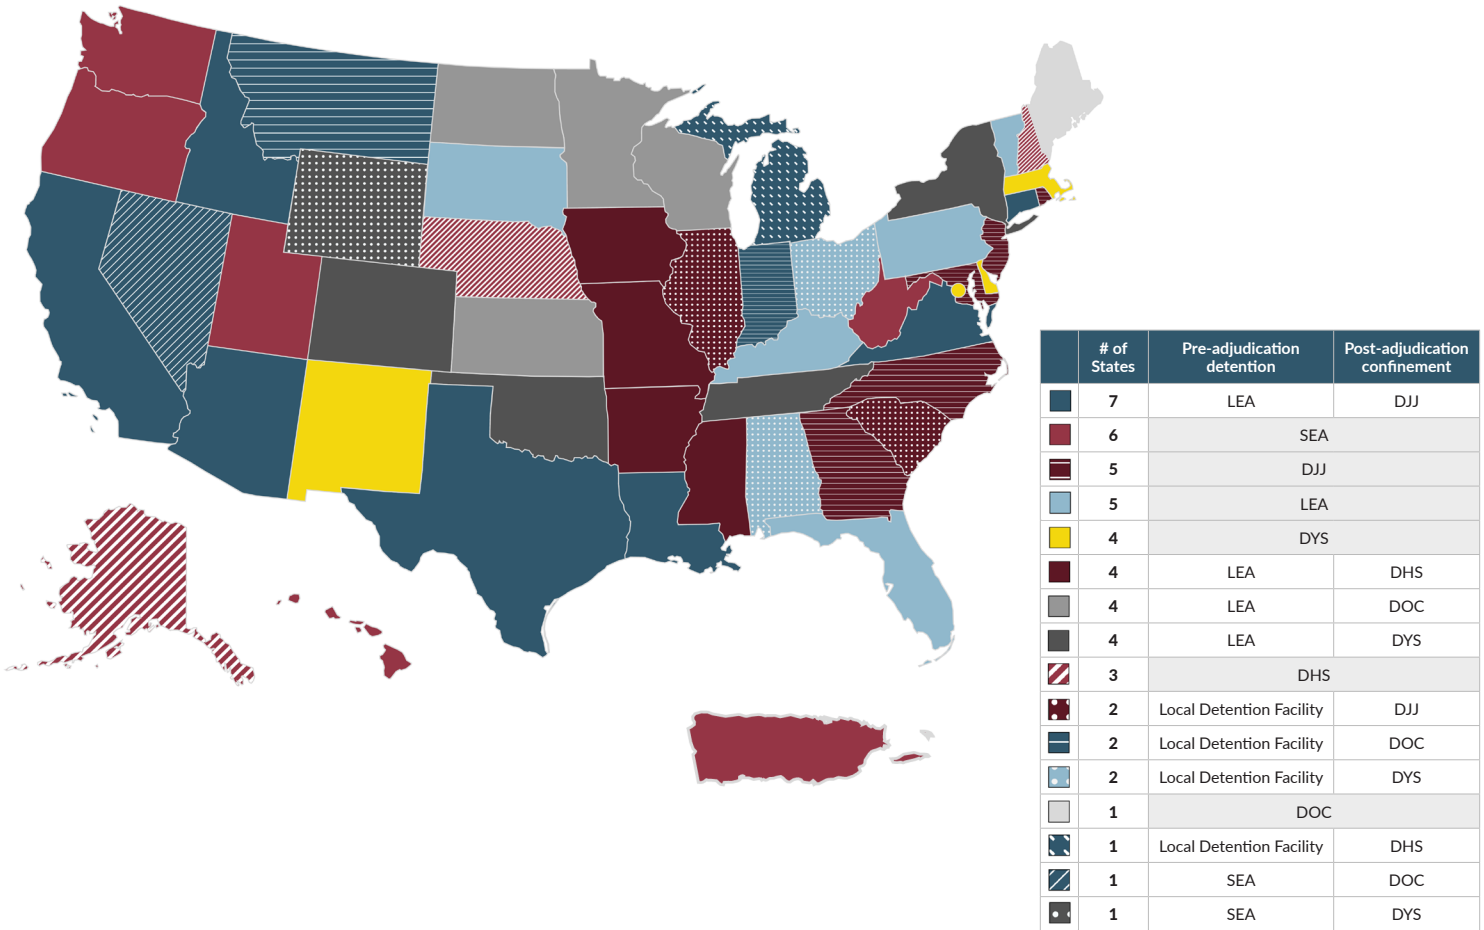 # of States Pre-adjudication detention Post-adjudication confinement
7 LEA DJJ
6 SEA
5 DJJ
5 LEA
4 DYS
4 LEA DHS
4 LEA DOC
4 LEA DYS
3 DHS
2 Local Detention Facility DJJ
2 Local Detention Facility DOC
2 Local Detention Facility DYS
1 DOC
1 Local Detention Facility DHS
1 SEA DOC
1 SEA DYS